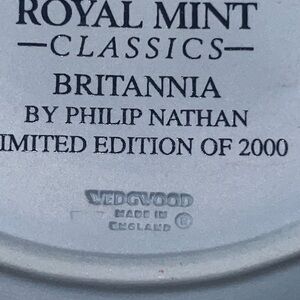 ROYAL MINT
—CLASSICS—
BRITANNIA
BY PHILIP NATHAN
IMITED EDITION OF 2000
WEDGWOOD
MADE IN
ENGLAND ®